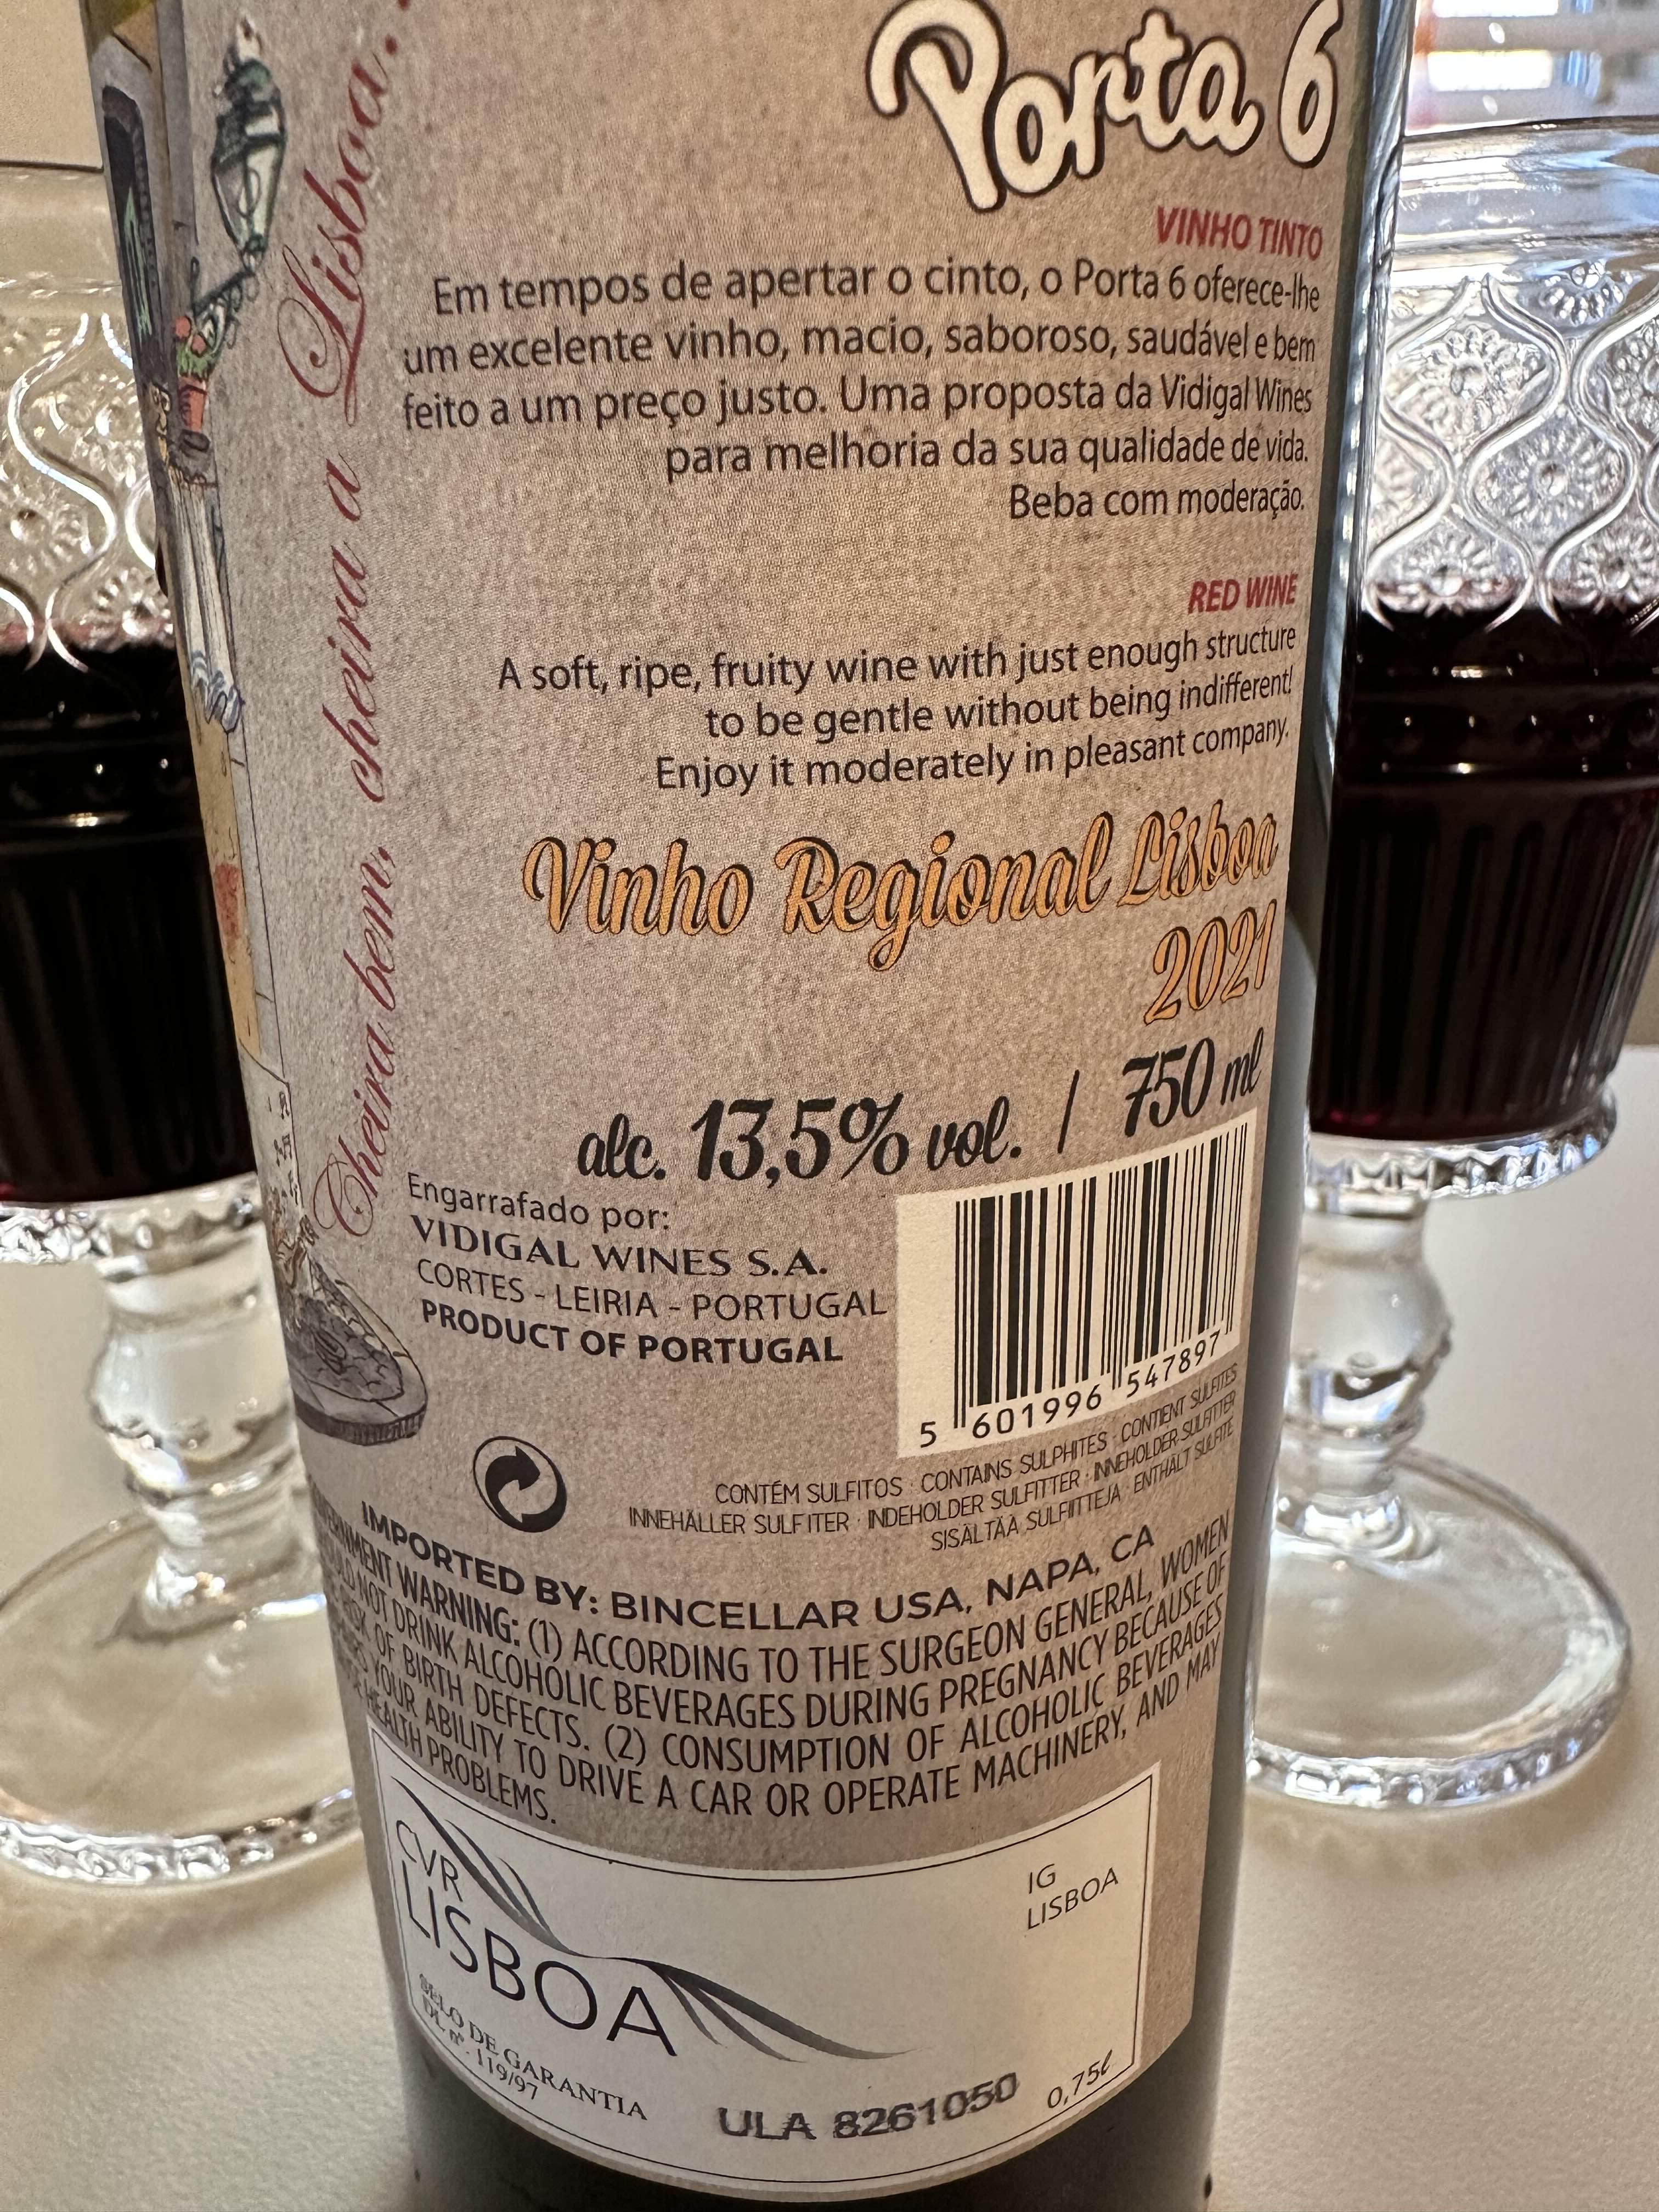 Porta 6
VINHO TINTO
Em tempos de apertar o cinto, o Porta 6 oferece-lhe
um excelente vinho, macio, saboroso, saudável e bem
feito a um preço justo. Uma proposta da Vidigal Wines
para melhoria da sua qualidade de vida.
Beba com moderação.
RED WINE
A soft, ripe, fruity wine with just enough structure
to be gentle without being indifferent!
Enjoy it moderately in pleasant company.
Vinho Regional Lisboa
2021
alc. 13,5% vol. / 750 ml
Cheira bem, cheira a Lisboa.
Engarrafado por:
VIDIGAL WINES S.A.
CORTES - LEIRIA - PORTUGAL
PRODUCT OF PORTUGAL
5 601996 547897
CONTÉM SULFITOS · CONTAINS SULPHITES · CONTIENT SULFITES
INNEHÅLLER SULFITER · INDEHOLDER SULFITTER · INNEHOLDER SULFITTER
SISÄLTÄÄ SULFIITTEJA · ENTHÄLT SULFITE
IMPORTED BY: BINCELLAR USA, NAPA, CA
WARNING: (1) ACCORDING TO THE SURGEON GENERAL, WOMEN
NOT DRINK ALCOHOLIC BEVERAGES DURING PREGNANCY BECAUSE OF
OF BIRTH DEFECTS. (2) CONSUMPTION OF ALCOHOLIC BEVERAGES
YOUR ABILITY TO DRIVE A CAR OR OPERATE MACHINERY, AND MAY
HEALTH PROBLEMS.
CVR
LISBOA
IG
LISBOA
SELO DE GARANTIA
DL nº. 119/97
ULA 8261050
0,75l